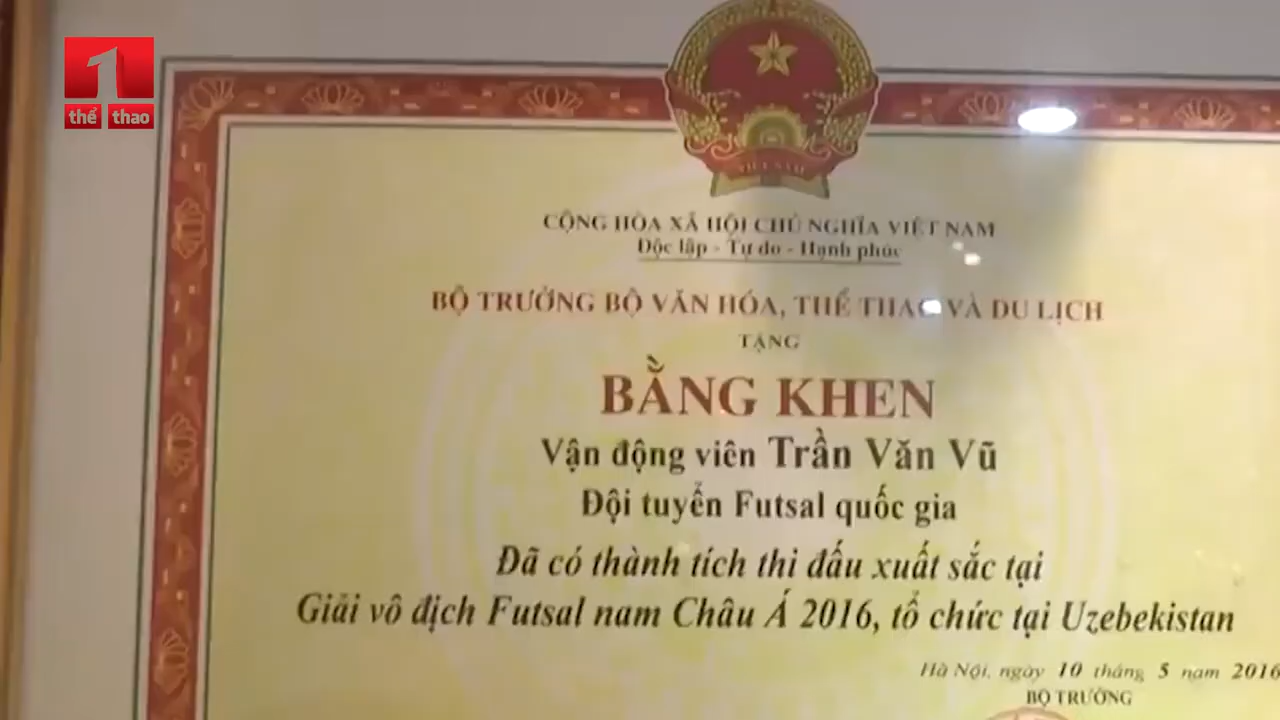 1
thể thao
VIỆT NAM
CỘNG HÒA XÃ HỘI CHỦ NGHĨA VIỆT NAM
Độc lập - Tự do - Hạnh phúc
BỘ TRƯỞNG BỘ VĂN HÓA, THỂ THAO VÀ DU LỊCH
TẶNG
BẰNG KHEN
Vận động viên Trần Văn Vũ
Đội tuyển Futsal quốc gia
Đã có thành tích thi đấu xuất sắc tại
Giải vô địch Futsal nam Châu Á 2016, tổ chức tại Uzebekistan
Hà Nội, ngày 10 tháng 5 năm 2016
BỘ TRƯỞNG